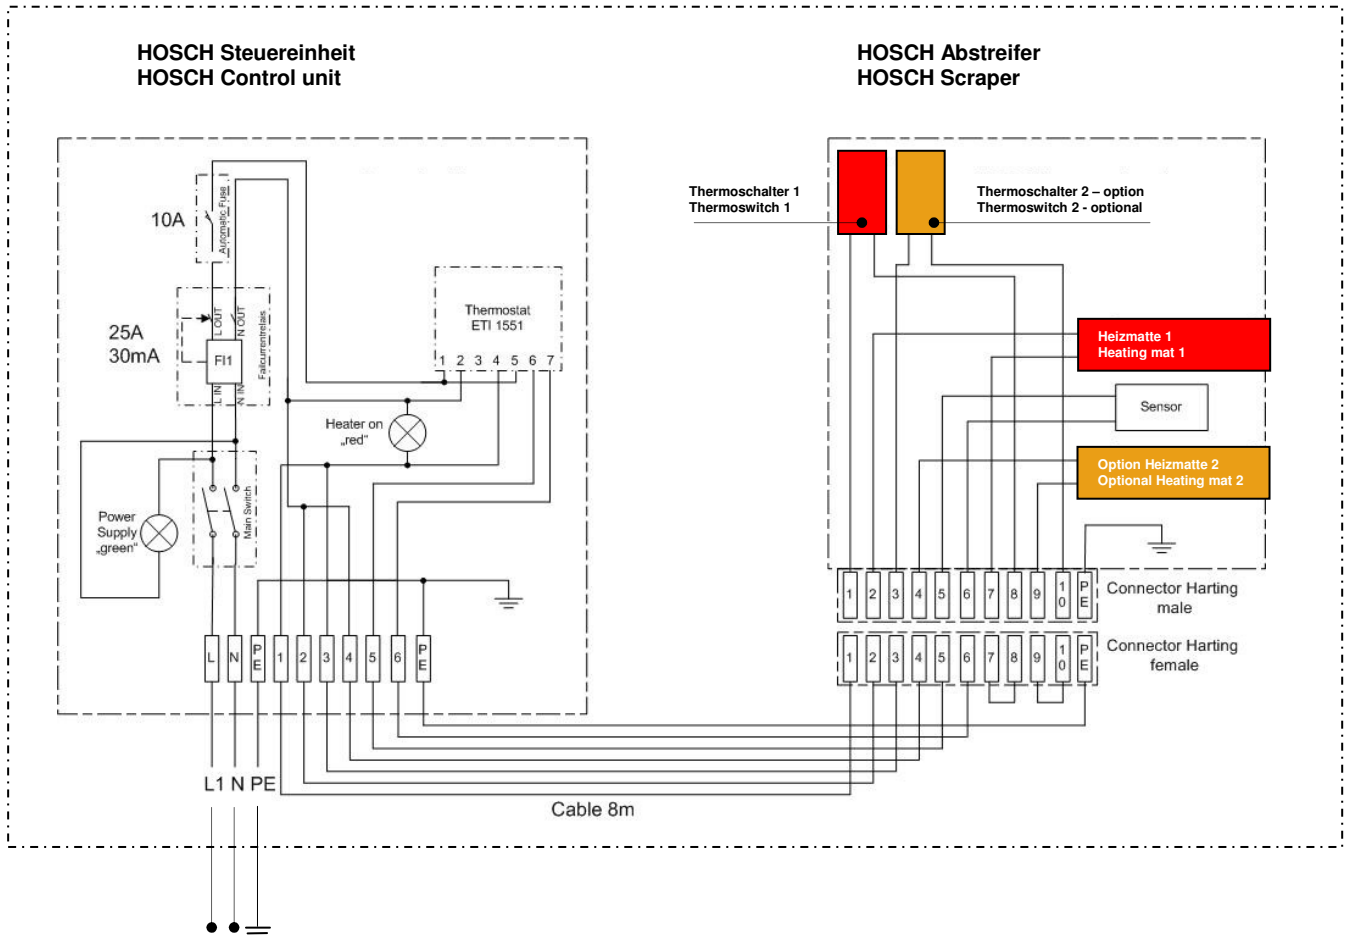 HOSCH Steuereinheit
HOSCH Control unit
HOSCH Abstreifer
HOSCH Scraper
10A
Automatic Fuse
Thermoschalter 1
Thermoswitch 1
Thermoschalter 2 – option
Thermoswitch 2 - optional
25A
30mA
L OUT
N OUT
FI1
L IN
N IN
Failcurrentrelais
Thermostat
ETI 1551
1 2 3 4 5 6 7
Heizmatte 1
Heating mat 1
Sensor
Heater on
„red“
Option Heizmatte 2
Optional Heating mat 2
Power
Supply
„green“
Main Switch
1 2 3 4 5 6 7 8 9 10 PE
Connector Harting
male
L N PE 1 2 3 4 5 6 PE
1 2 3 4 5 6 7 8 9 10 PE
Connector Harting
female
L1 N PE
Cable 8m